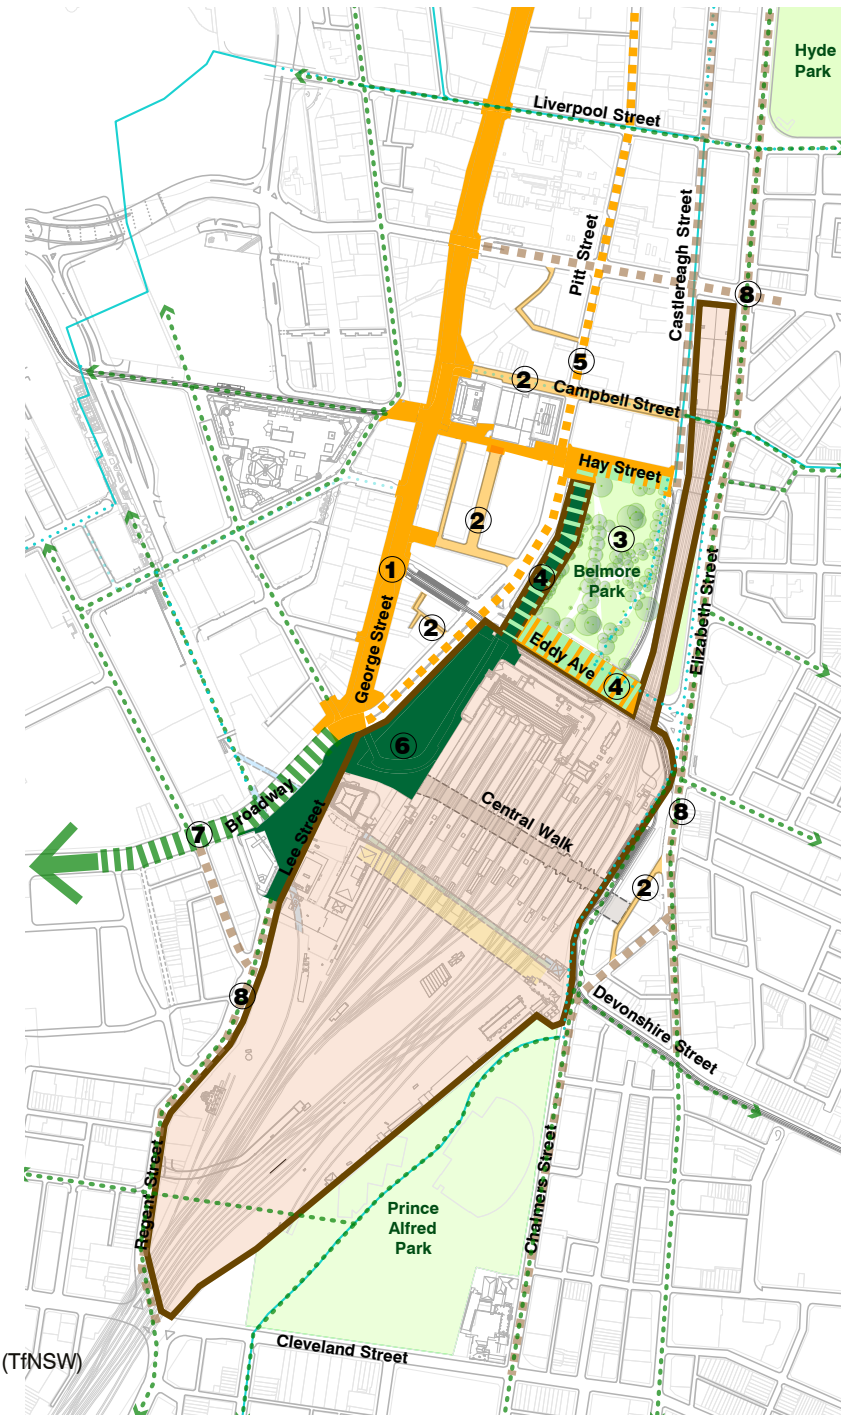 Hyde
Park
Liverpool Street
Castlereagh Street
Pitt Street
8
5
2
Campbell Street
Hay Street
2
3
1
4
Belmore
Park
2
George Street
Eddy Ave
Elizabeth Street
4
6
Central Walk
Broadway
8
7
Lee Street
2
8
Devonshire Street
Regent Street
Chalmers Street
Prince
Alfred
Park
Cleveland Street
(TfNSW)